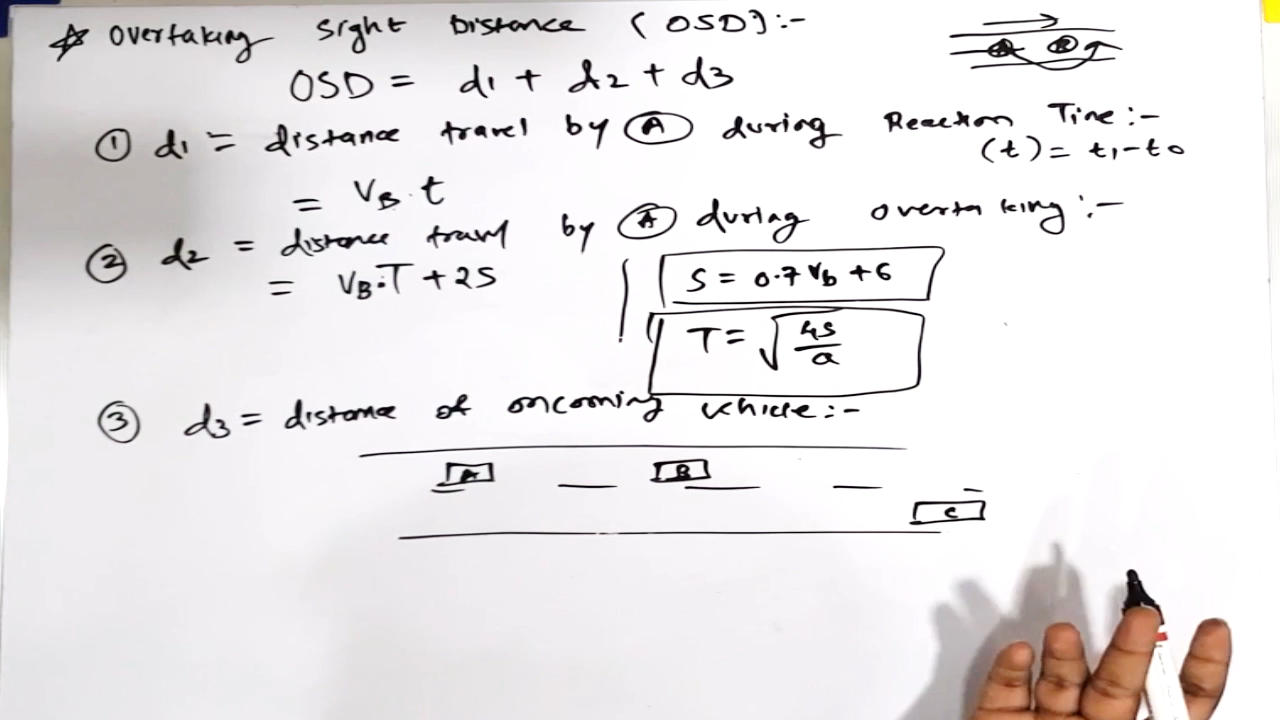 ☆ Overtaking Sight Distance (OSD):-
A B
OSD = d1 + d2 + d3
① d1 = distance travel by Ⓐ during Reaction Time:-
(t) = t1-t0
= VB.t
② d2 = distance travel by Ⓐ during overtaking:-
= VB.T + 2S
S = 0.7 Vb + 6
T = √4S/a
③ d3 = distance of oncoming vehicle:-
A B
C